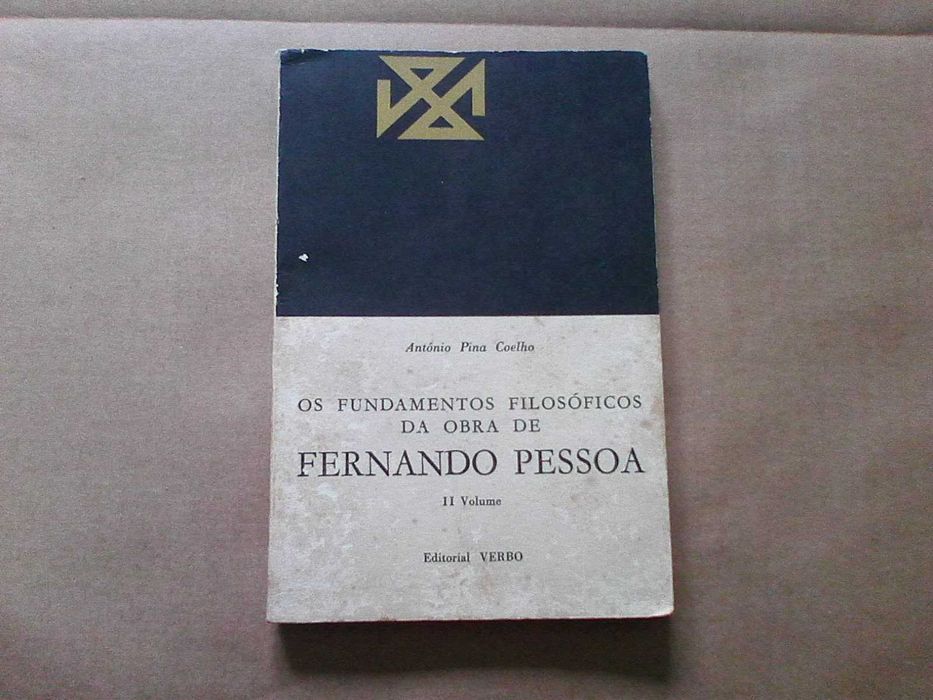 António Pina Coelho
OS FUNDAMENTOS FILOSÓFICOS
DA OBRA DE
FERNANDO PESSOA
II Volume
Editorial VERBO